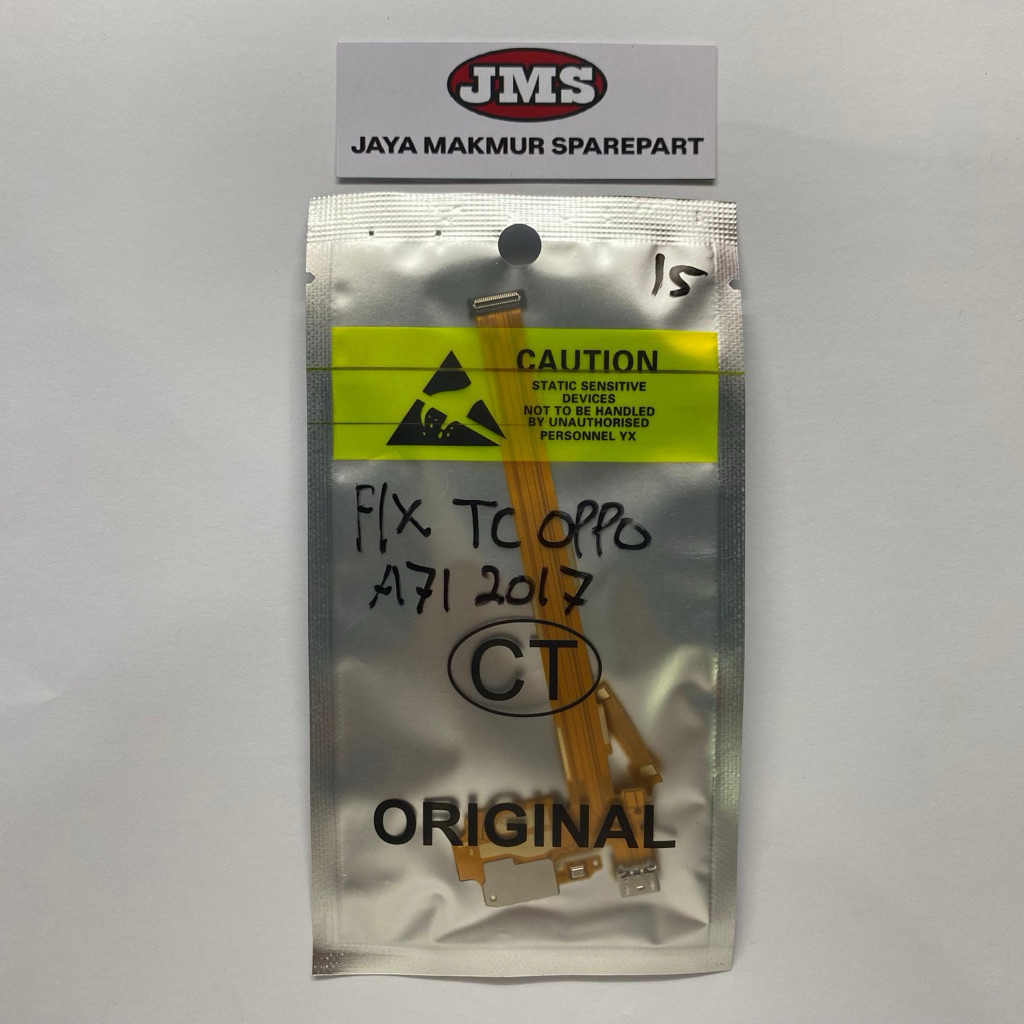 JMS
JAYA MAKMUR SPAREPART
15
CAUTION
STATIC SENSITIVE
DEVICES
NOT TO BE HANDLED
BY UNAUTHORISED
PERSONNEL YX
F/X TC OPPO
A71 2017
CT
ORIGINAL